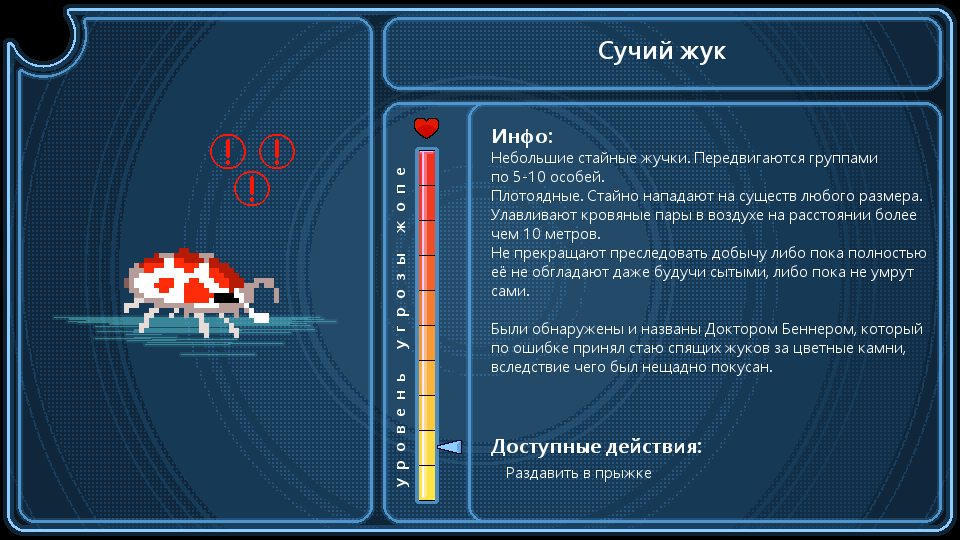 Сучий жук
уровень угрозы жопе
Инфо:
Небольшие стайные жучки. Передвигаются группами
по 5-10 особей.
Плотоядные. Стайно нападают на существ любого размера.
Улавливают кровяные пары в воздухе на расстоянии более
чем 10 метров.
Не прекращают преследовать добычу либо пока полностью
её не обгладают даже будучи сытыми, либо пока не умрут
сами.
Были обнаружены и названы Доктором Беннером, который
по ошибке принял стаю спящих жуков за цветные камни,
вследствие чего был нещадно покусан.
Доступные действия:
Раздавить в прыжке